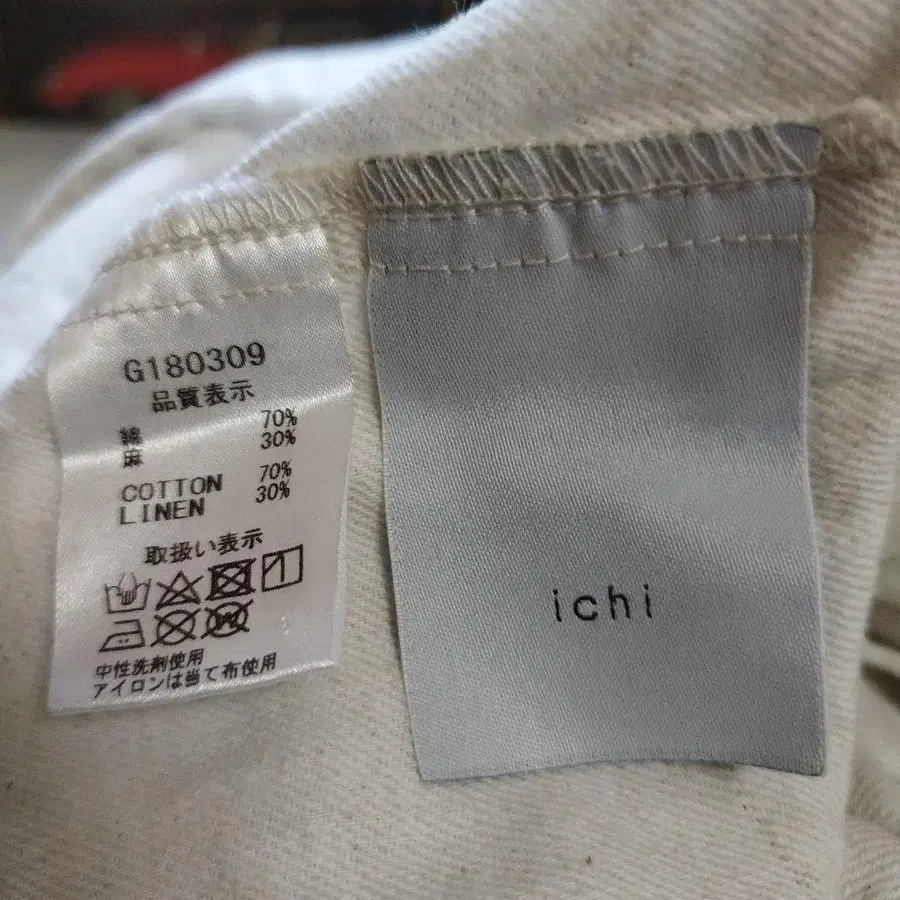 G180309
品質表示
綿 70%
麻 30%
COTTON 70%
LINEN 30%
取扱い表示
中性洗剤使用
アイロンは当て布使用
ichi